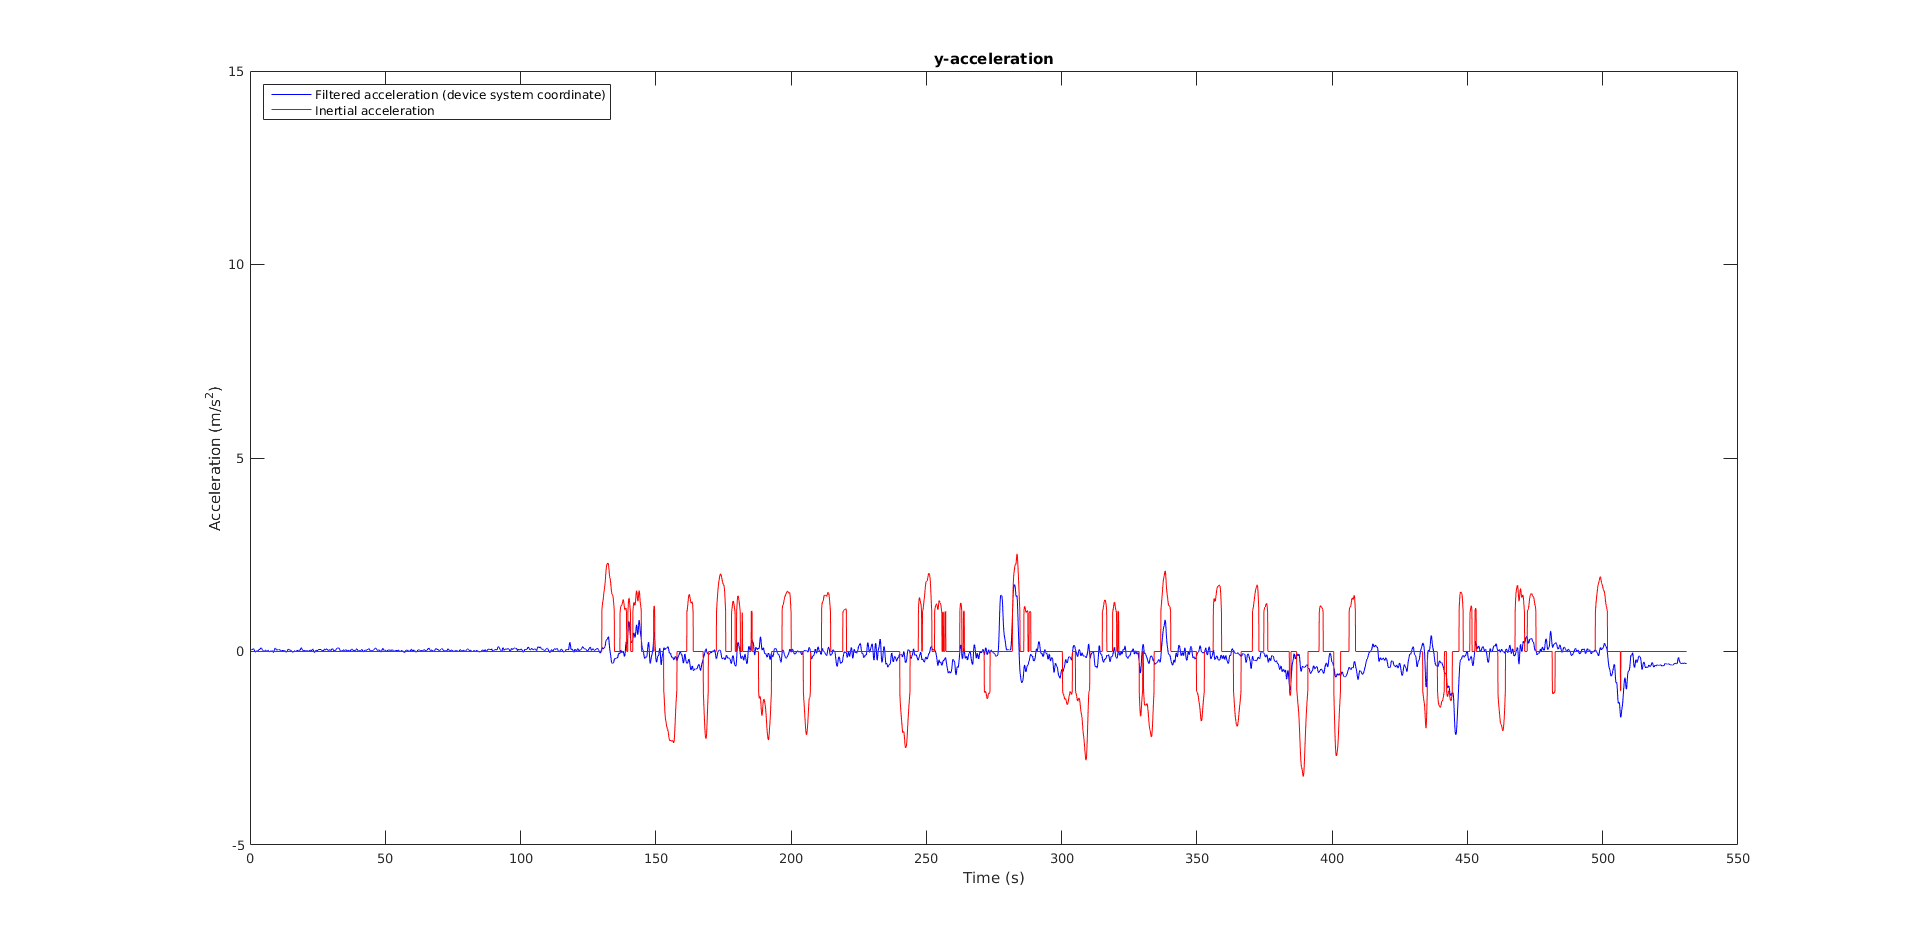 y-acceleration
Filtered acceleration (device system coordinate)
Inertial acceleration
15
10
5
0
-5
Acceleration (m/s²)
0 50 100 150 200 250 300 350 400 450 500 550
Time (s)